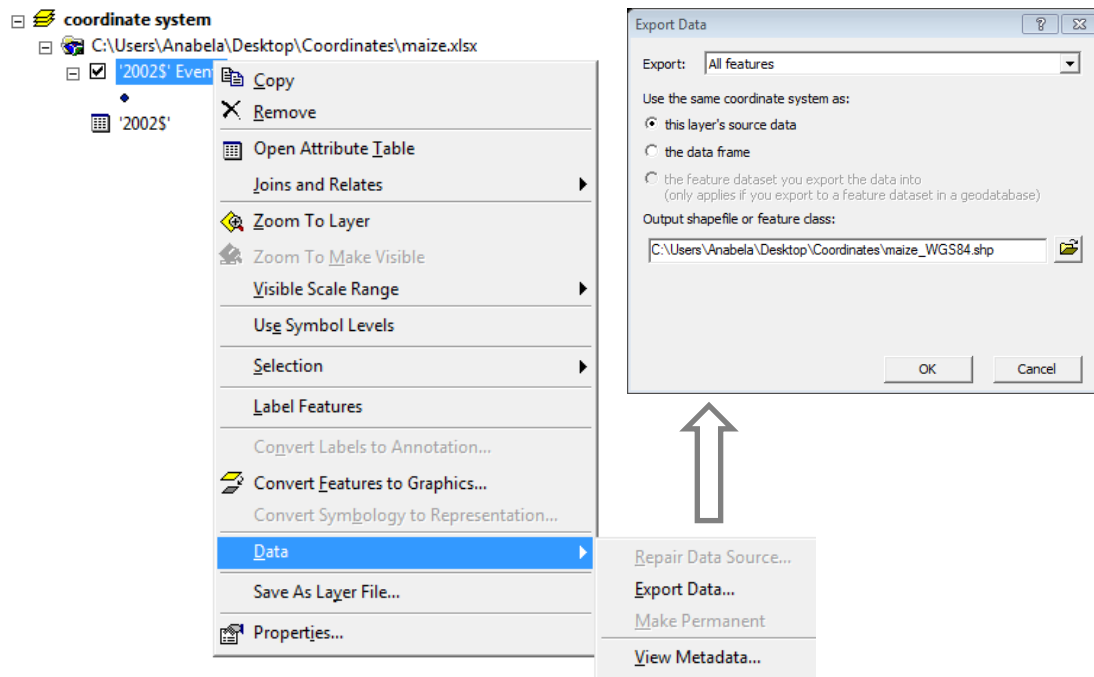 coordinate system
C:\Users\Anabela\Desktop\Coordinates\maize.xlsx
'2002$' Even
'2002$'
Copy
Remove
Open Attribute Table
Joins and Relates
Zoom To Layer
Zoom To Make Visible
Visible Scale Range
Use Symbol Levels
Selection
Label Features
Convert Labels to Annotation...
Convert Features to Graphics...
Convert Symbology to Representation...
Data
Save As Layer File...
Properties...
Repair Data Source...
Export Data...
Make Permanent
View Metadata...
Export Data
Export: All features
Use the same coordinate system as:
this layer's source data
the data frame
the feature dataset you export the data into
(only applies if you export to a feature dataset in a geodatabase)
Output shapefile or feature class:
C:\Users\Anabela\Desktop\Coordinates\maize_WGS84.shp
OK Cancel